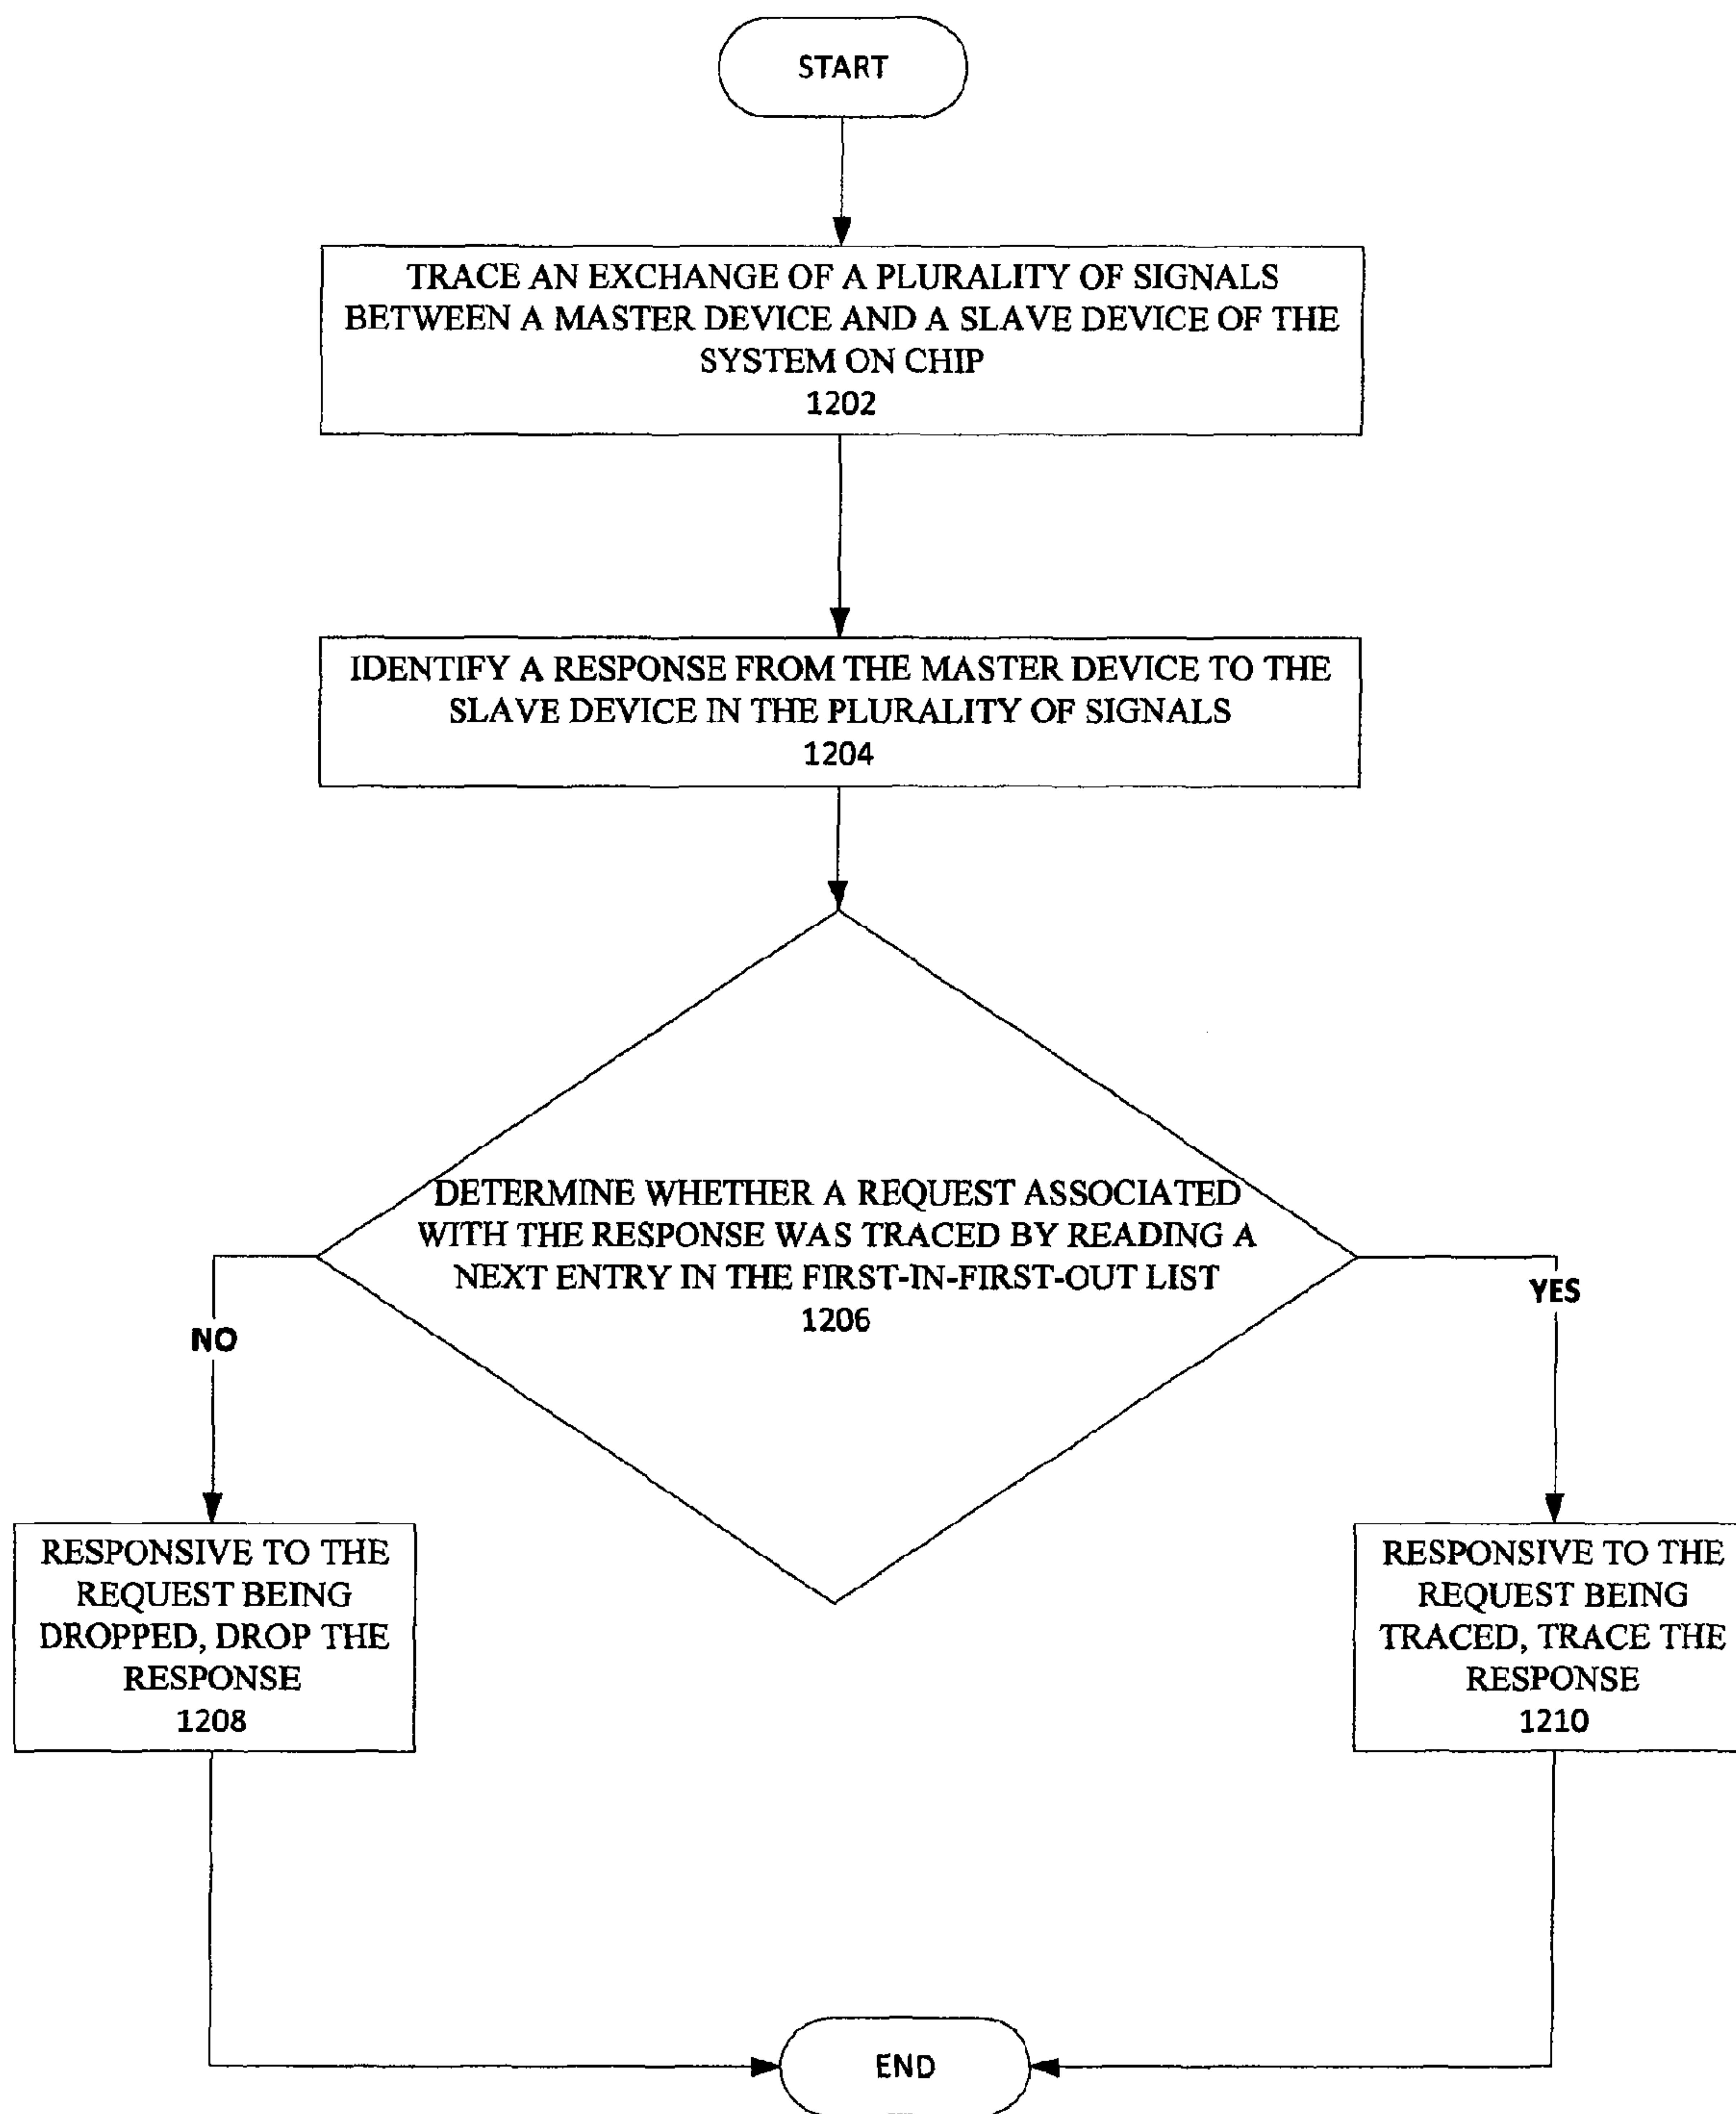 START
TRACE AN EXCHANGE OF A PLURALITY OF SIGNALS
BETWEEN A MASTER DEVICE AND A SLAVE DEVICE OF THE
SYSTEM ON CHIP
1202
IDENTIFY A RESPONSE FROM THE MASTER DEVICE TO THE
SLAVE DEVICE IN THE PLURALITY OF SIGNALS
1204
DETERMINE WHETHER A REQUEST ASSOCIATED
WITH THE RESPONSE WAS TRACED BY READING A
NEXT ENTRY IN THE FIRST-IN-FIRST-OUT LIST
1206
NO
YES
RESPONSIVE TO THE
REQUEST BEING
DROPPED, DROP THE
RESPONSE
1208
RESPONSIVE TO THE
REQUEST BEING
TRACED, TRACE THE
RESPONSE
1210
END